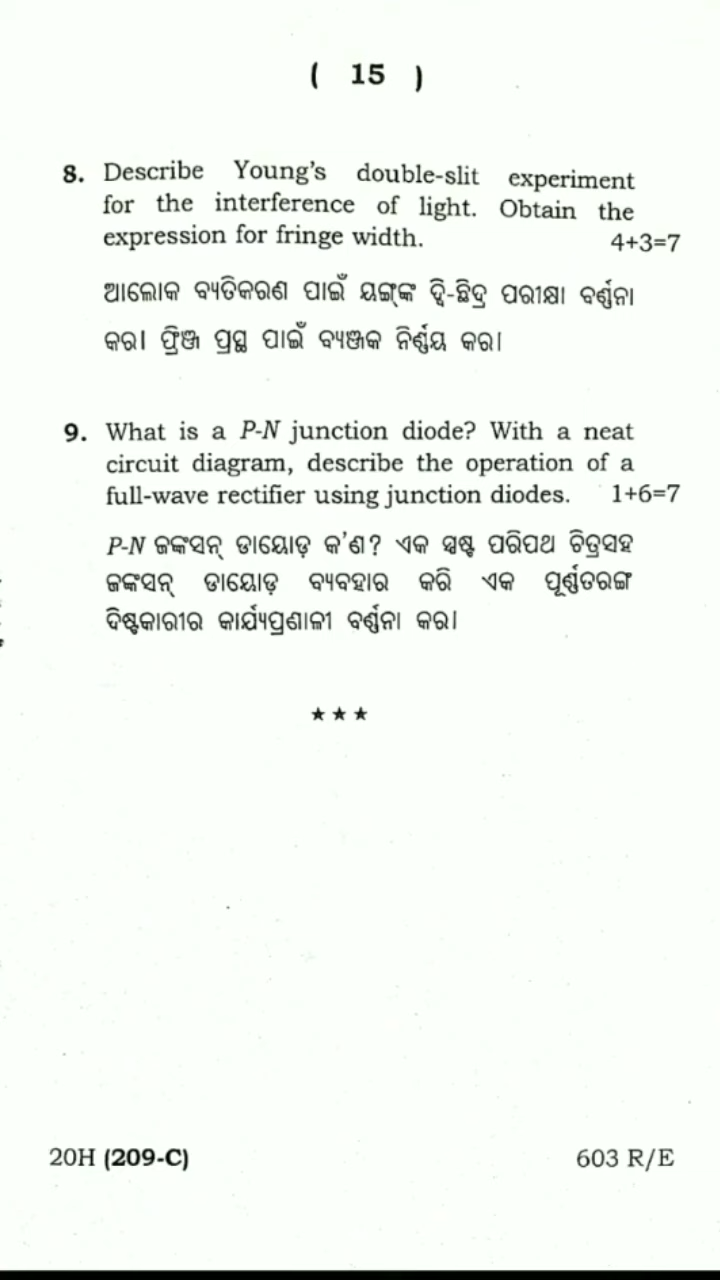 ( 15 )
8. Describe Young's double-slit experiment
for the interference of light. Obtain the
expression for fringe width. 4+3=7
ଆଲୋକ ବ୍ୟତିକରଣ ପାଇଁ ୟଙ୍ଗ୍‌ଙ୍କ ଦ୍ୱି-ଛିଦ୍ର ପରୀକ୍ଷା ବର୍ଣ୍ଣନା
କର। ଫ୍ରିଞ୍ଜ ପ୍ରସ୍ଥ ପାଇଁ ବ୍ୟଞ୍ଜକ ନିର୍ଣ୍ଣୟ କର।
9. What is a P-N junction diode? With a neat
circuit diagram, describe the operation of a
full-wave rectifier using junction diodes. 1+6=7
P-N ଜଙ୍କସନ୍ ଡାୟୋଡ଼ କ'ଣ? ଏକ ସ୍ପଷ୍ଟ ପରିପଥ ଚିତ୍ରସହ
ଜଙ୍କସନ୍ ଡାୟୋଡ଼ ବ୍ୟବହାର କରି ଏକ ପୂର୍ଣ୍ଣତରଙ୍ଗ
ଦିଷ୍ଟକାରୀର କାର୍ଯ୍ୟପ୍ରଣାଳୀ ବର୍ଣ୍ଣନା କର।
★ ★ ★
20H (209-C) 603 R/E